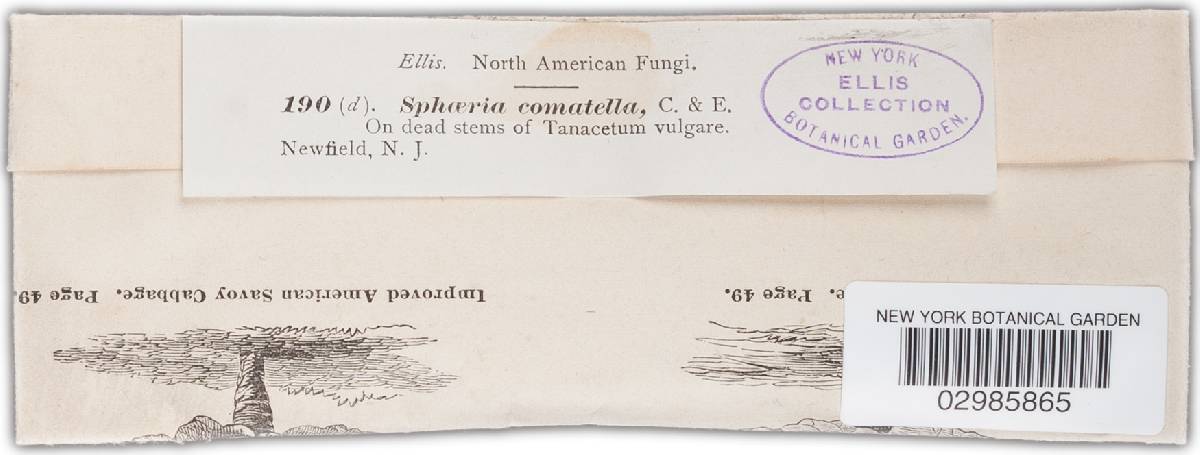 Ellis. North American Fungi.
190 (d). Sphæria comatella, C. & E.
On dead stems of Tanacetum vulgare.
Newfield, N. J.
NEW YORK
ELLIS
COLLECTION
BOTANICAL GARDEN.
Improved American Savoy Cabbage. Page 49.
e. Page 49.
NEW YORK BOTANICAL GARDEN
02985865